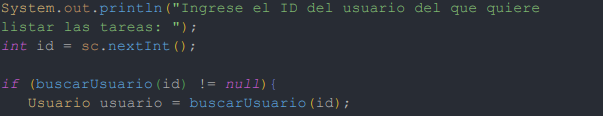 System.out.println("Ingrese el ID del usuario del que quiere
listar las tareas: ");
int id = sc.nextInt();
if (buscarUsuario(id) != null){
Usuario usuario = buscarUsuario(id);